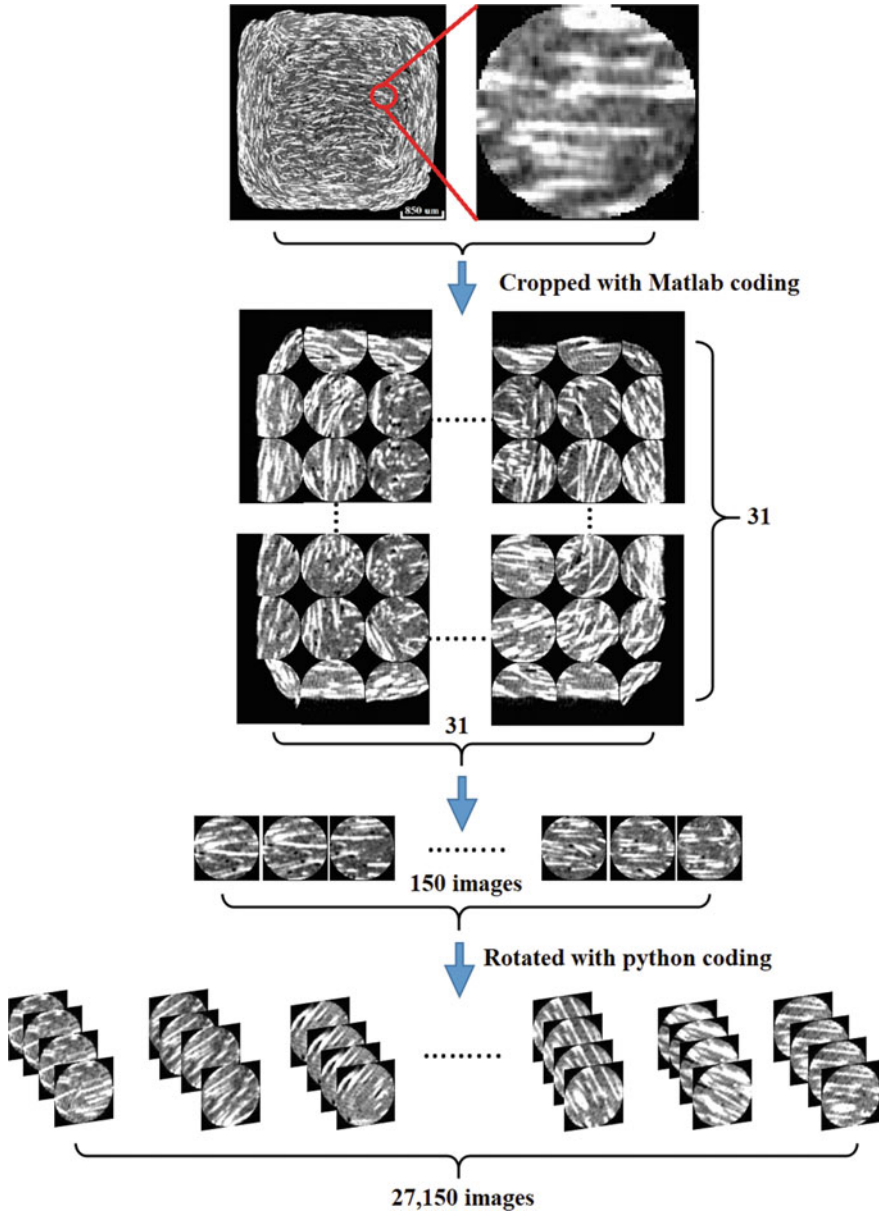 850 um
Cropped with Matlab coding
31
31
150 images
Rotated with python coding
27,150 images